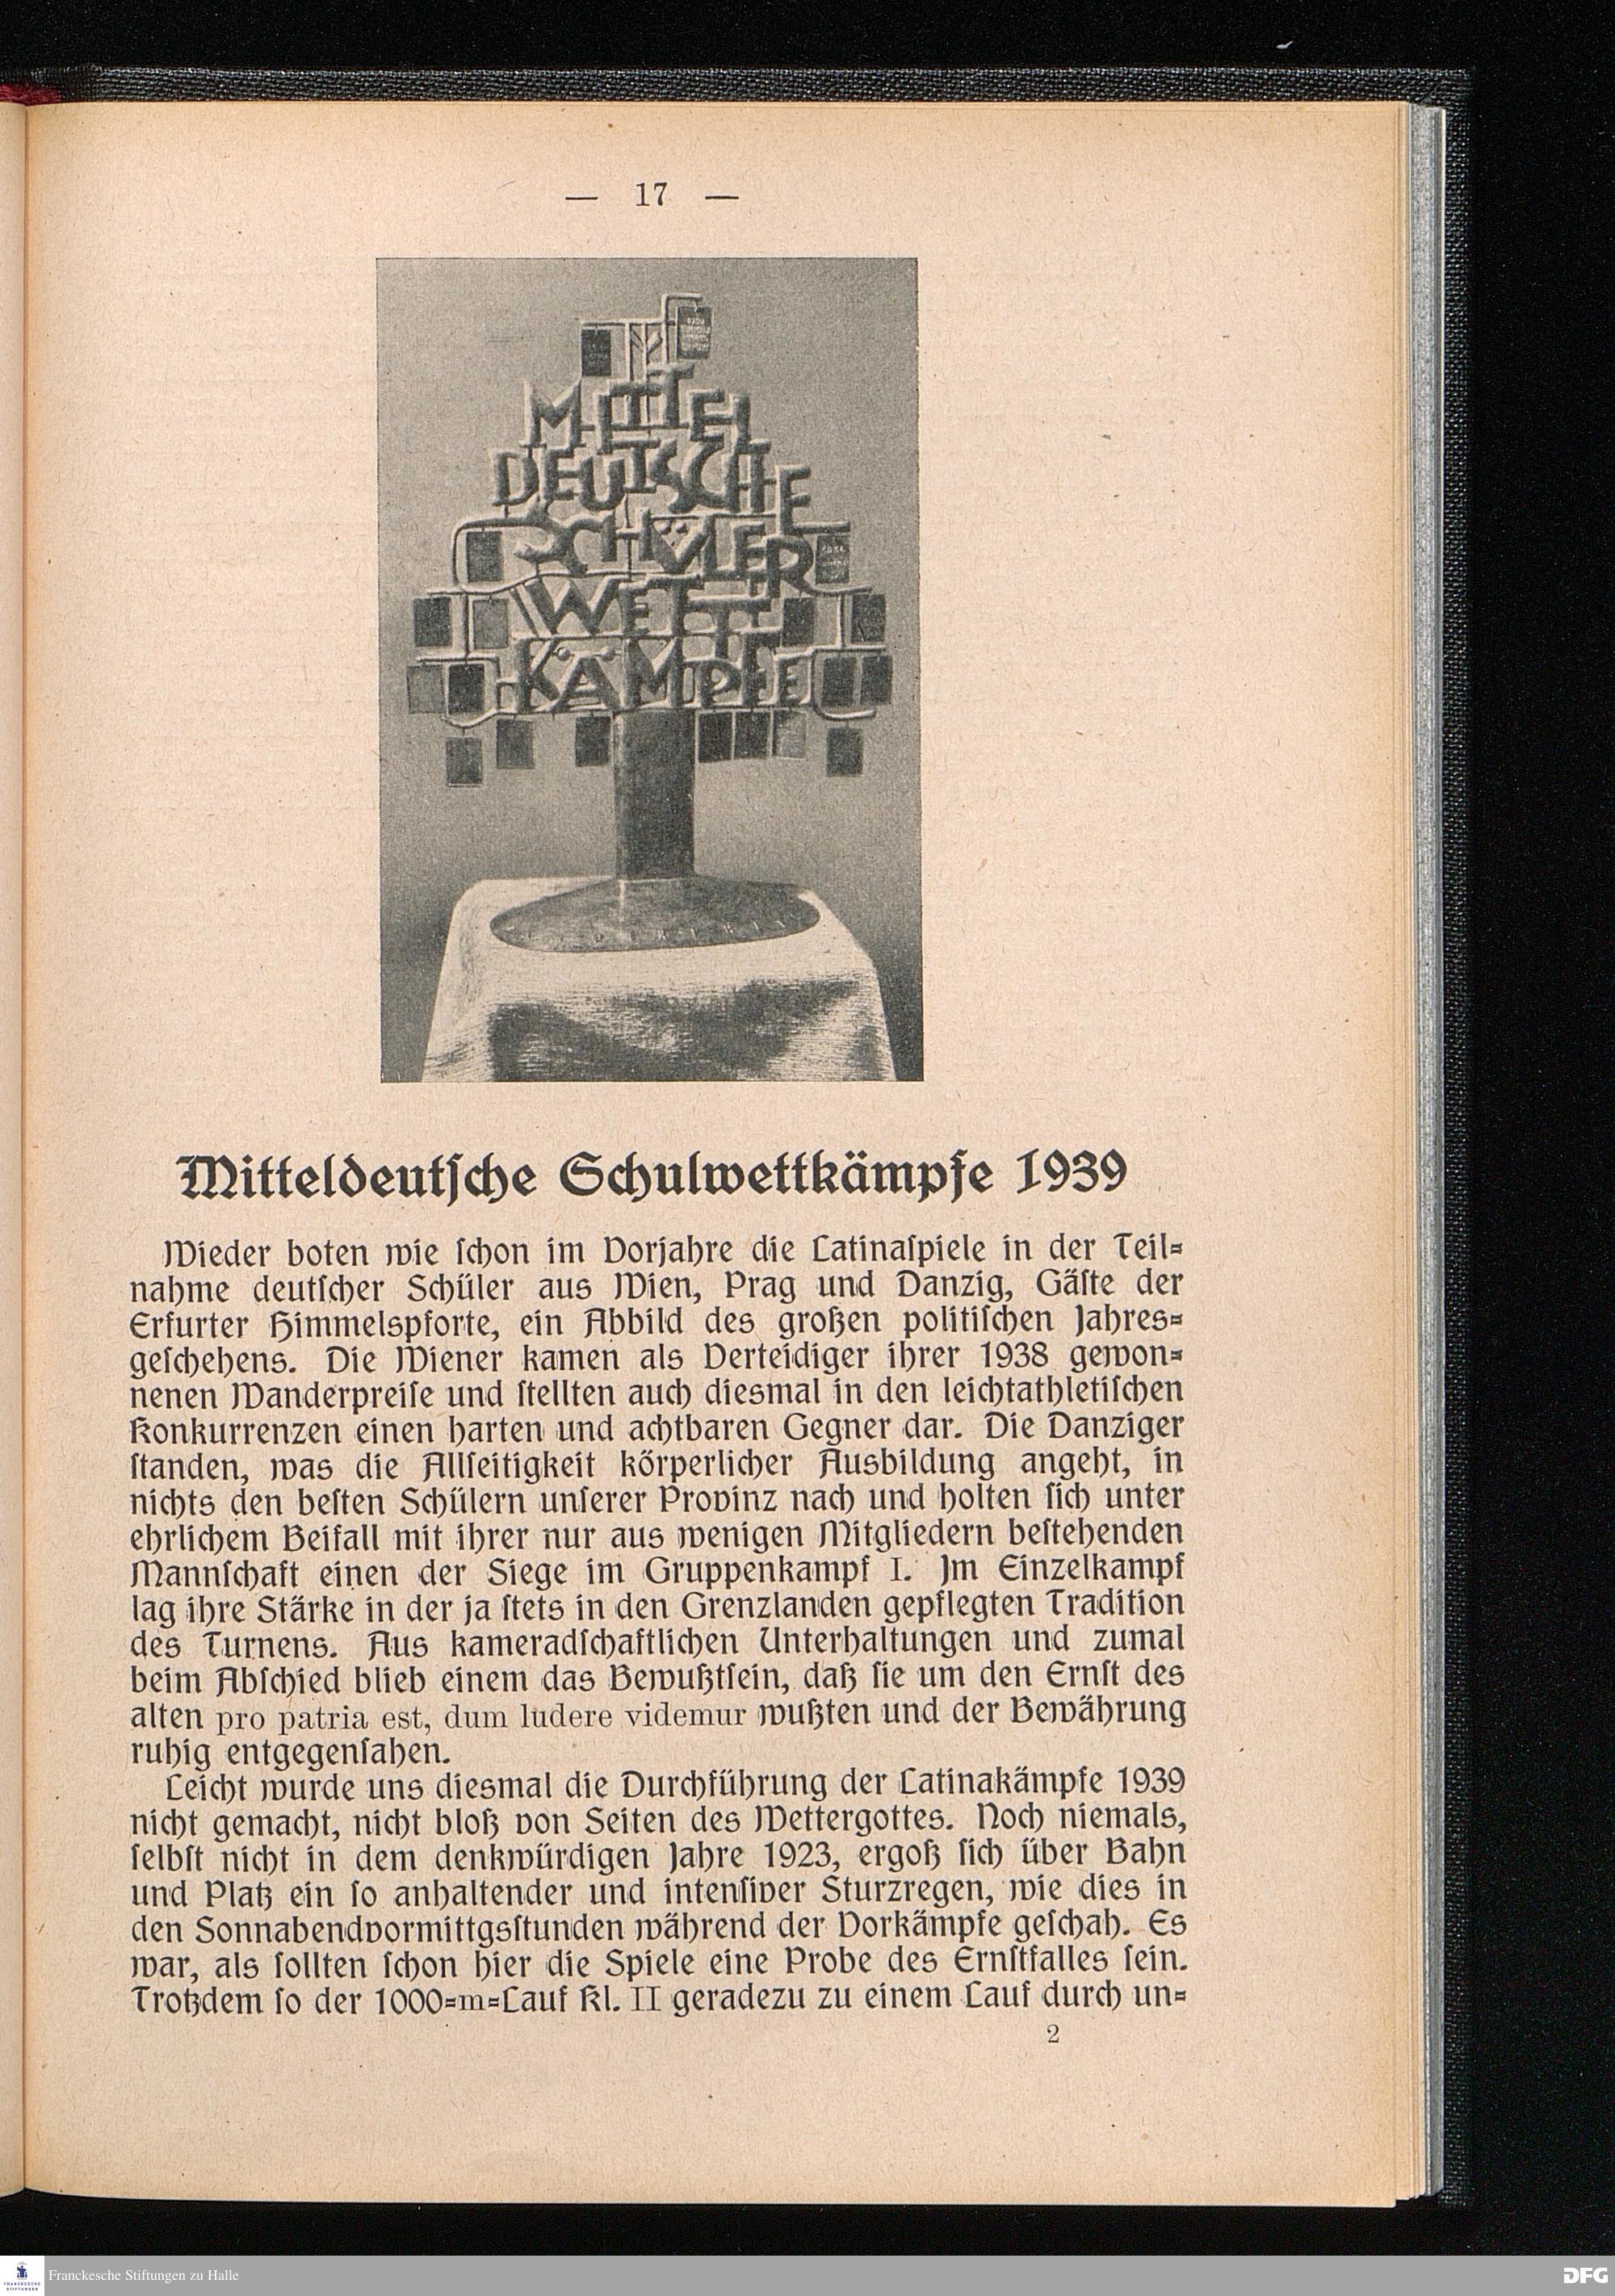 — 17 —
MITTEL
DEUTSCHE
SCHÜLER
WETT
KÄMPFE
Mitteldeutsche Schulwettkämpfe 1939
Wieder boten wie schon im Vorjahre die Latinaspiele in der Teil-
nahme deutscher Schüler aus Wien, Prag und Danzig, Gäste der
Erfurter Himmelspforte, ein Abbild des großen politischen Jahres-
geschehens. Die Wiener kamen als Verteidiger ihrer 1938 gewon-
nenen Wanderpreise und stellten auch diesmal in den leichtathletischen
Konkurrenzen einen harten und achtbaren Gegner dar. Die Danziger
standen, was die Allseitigkeit körperlicher Ausbildung angeht, in
nichts den besten Schülern unserer Provinz nach und holten sich unter
ehrlichem Beifall mit ihrer nur aus wenigen Mitgliedern bestehenden
Mannschaft einen der Siege im Gruppenkampf I. Im Einzelkampf
lag ihre Stärke in der ja stets in den Grenzlanden gepflegten Tradition
des Turnens. Aus kameradschaftlichen Unterhaltungen und zumal
beim Abschied blieb einem das Bewußtsein, daß sie um den Ernst des
alten pro patria est, dum ludere videmur wußten und der Bewährung
ruhig entgegensahen.
Leicht wurde uns diesmal die Durchführung der Latinakämpfe 1939
nicht gemacht, nicht bloß von Seiten des Wettergottes. Noch niemals,
selbst nicht in dem denkwürdigen Jahre 1923, ergoß sich über Bahn
und Platz ein so anhaltender und intensiver Sturzregen, wie dies in
den Sonnabendvormittgsstunden während der Vorkämpfe geschah. Es
war, als sollten schon hier die Spiele eine Probe des Ernstfalles sein.
Trotzdem so der 1000-m-Lauf Kl. II geradezu zu einem Lauf durch un-
2
FRANCKESCHE
STIFTUNGEN
Franckesche Stiftungen zu Halle
DFG